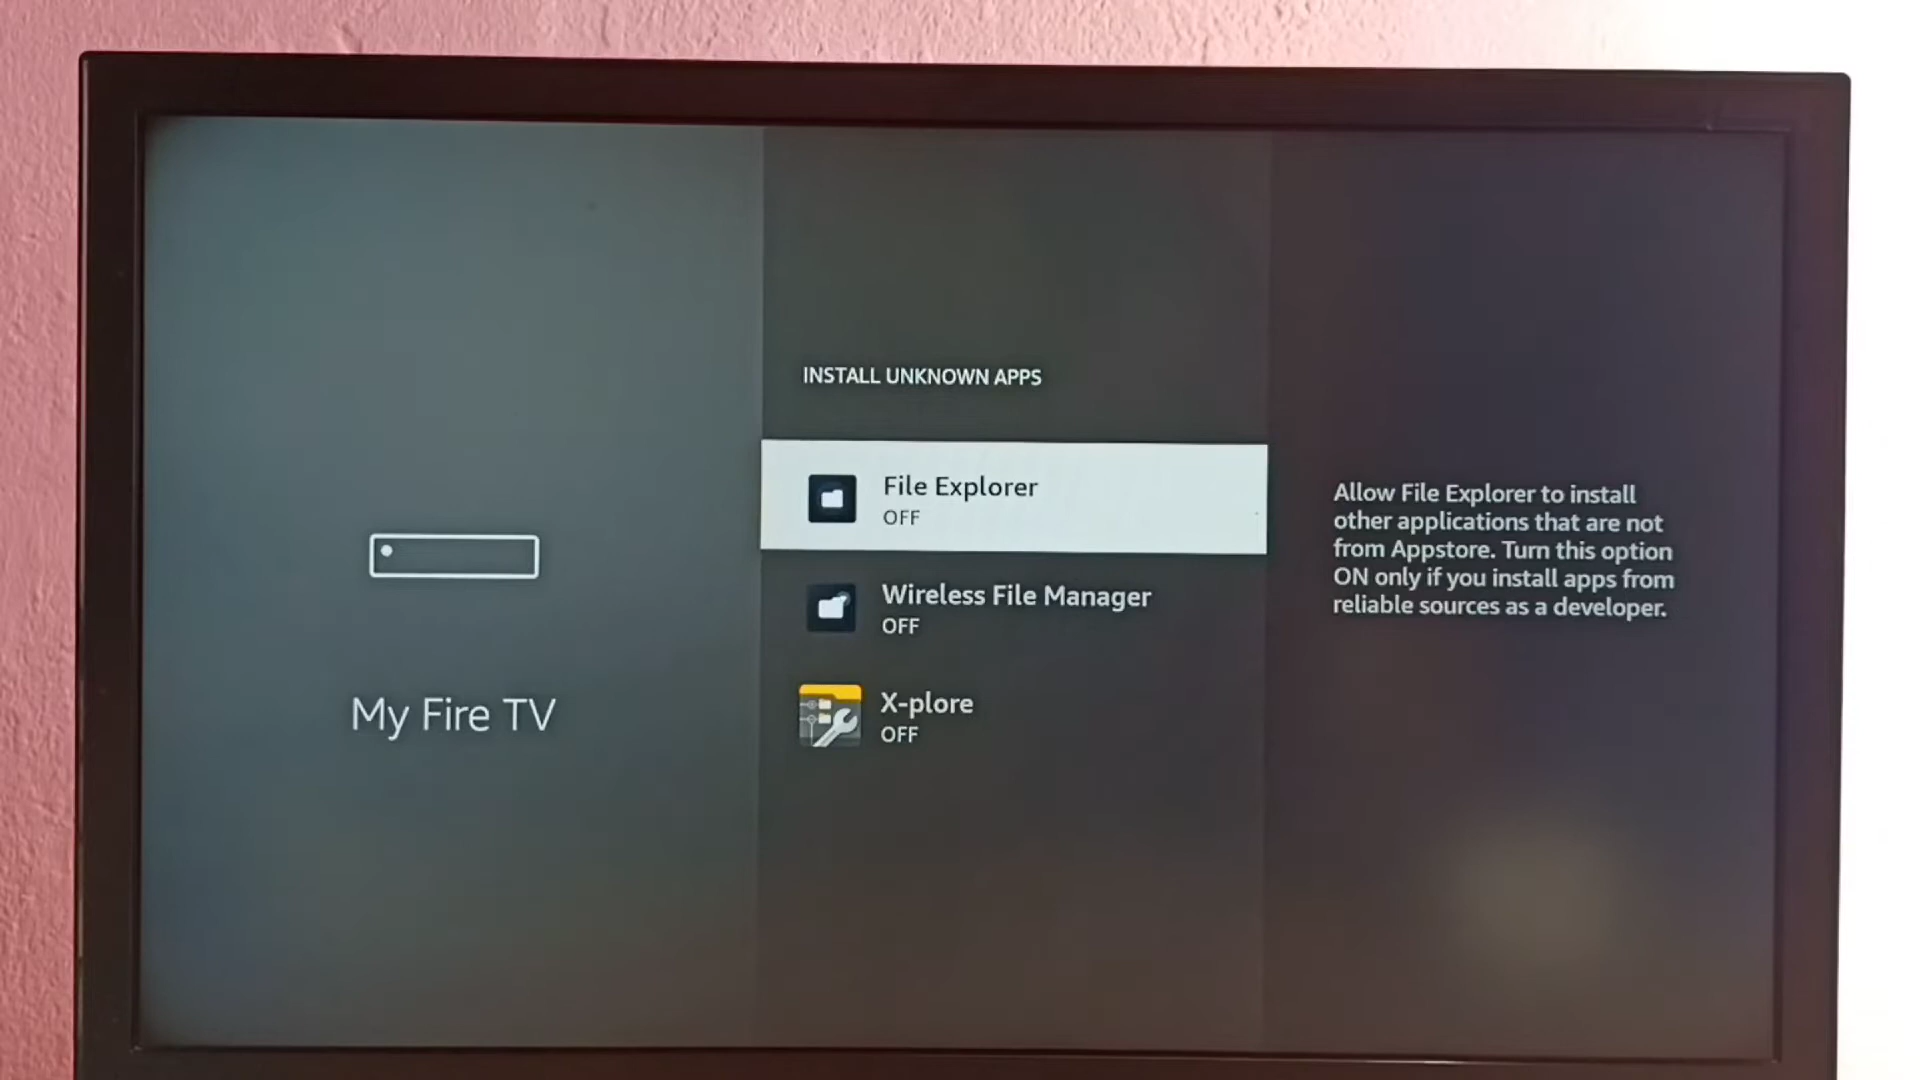 INSTALL UNKNOWN APPS
File Explorer
OFF
Wireless File Manager
OFF
X-plore
OFF
My Fire TV
Allow File Explorer to install
other applications that are not
from Appstore. Turn this option
ON only if you install apps from
reliable sources as a developer.